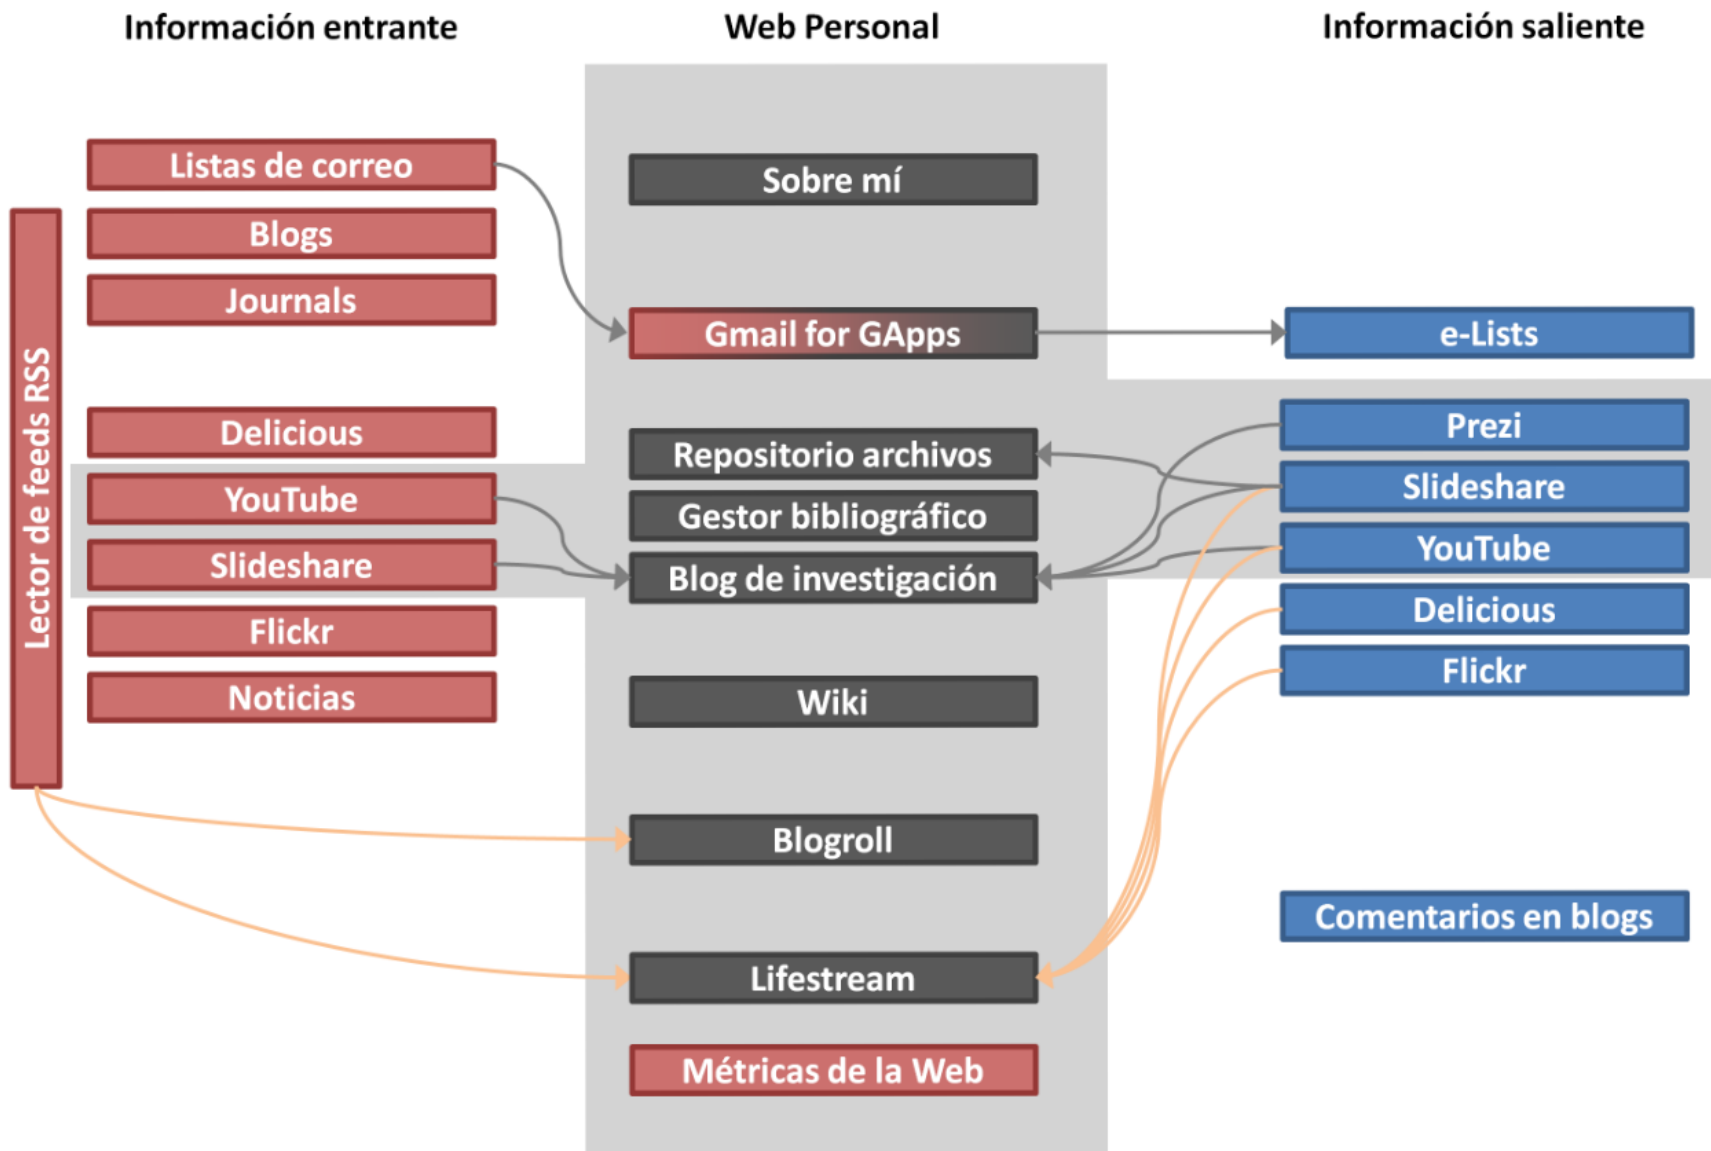 Información entrante
Web Personal
Información saliente
Lector de feeds RSS
Listas de correo
Blogs
Journals
Delicious
YouTube
Slideshare
Flickr
Noticias
Sobre mí
Gmail for GApps
Repositorio archivos
Gestor bibliográfico
Blog de investigación
Wiki
Blogroll
Lifestream
Métricas de la Web
e-Lists
Prezi
Slideshare
YouTube
Delicious
Flickr
Comentarios en blogs